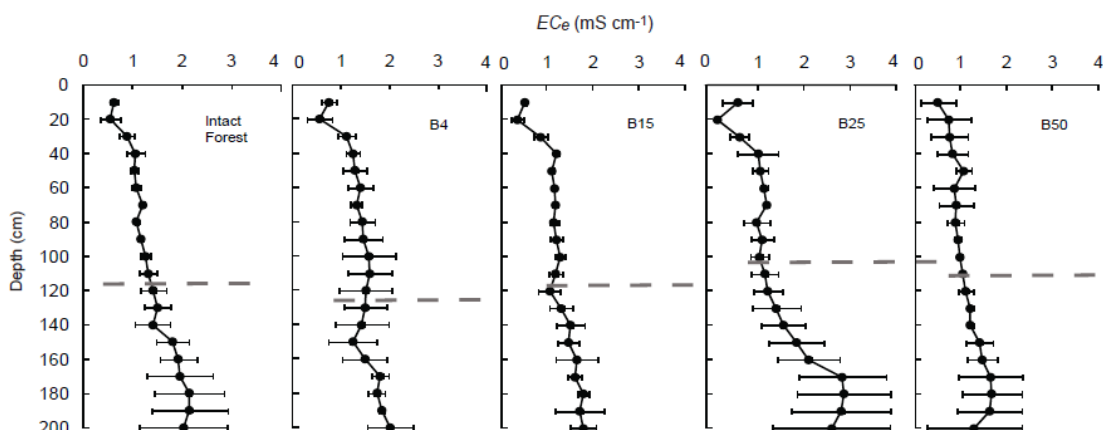 ECe (mS cm-1)
0 1 2 3 4 0 1 2 3 4 0 1 2 3 4 0 1 2 3 4 0 1 2 3 4
0
20
40
60
80
100
120
140
160
180
200
Depth (cm)
Intact
Forest
B4
B15
B25
B50